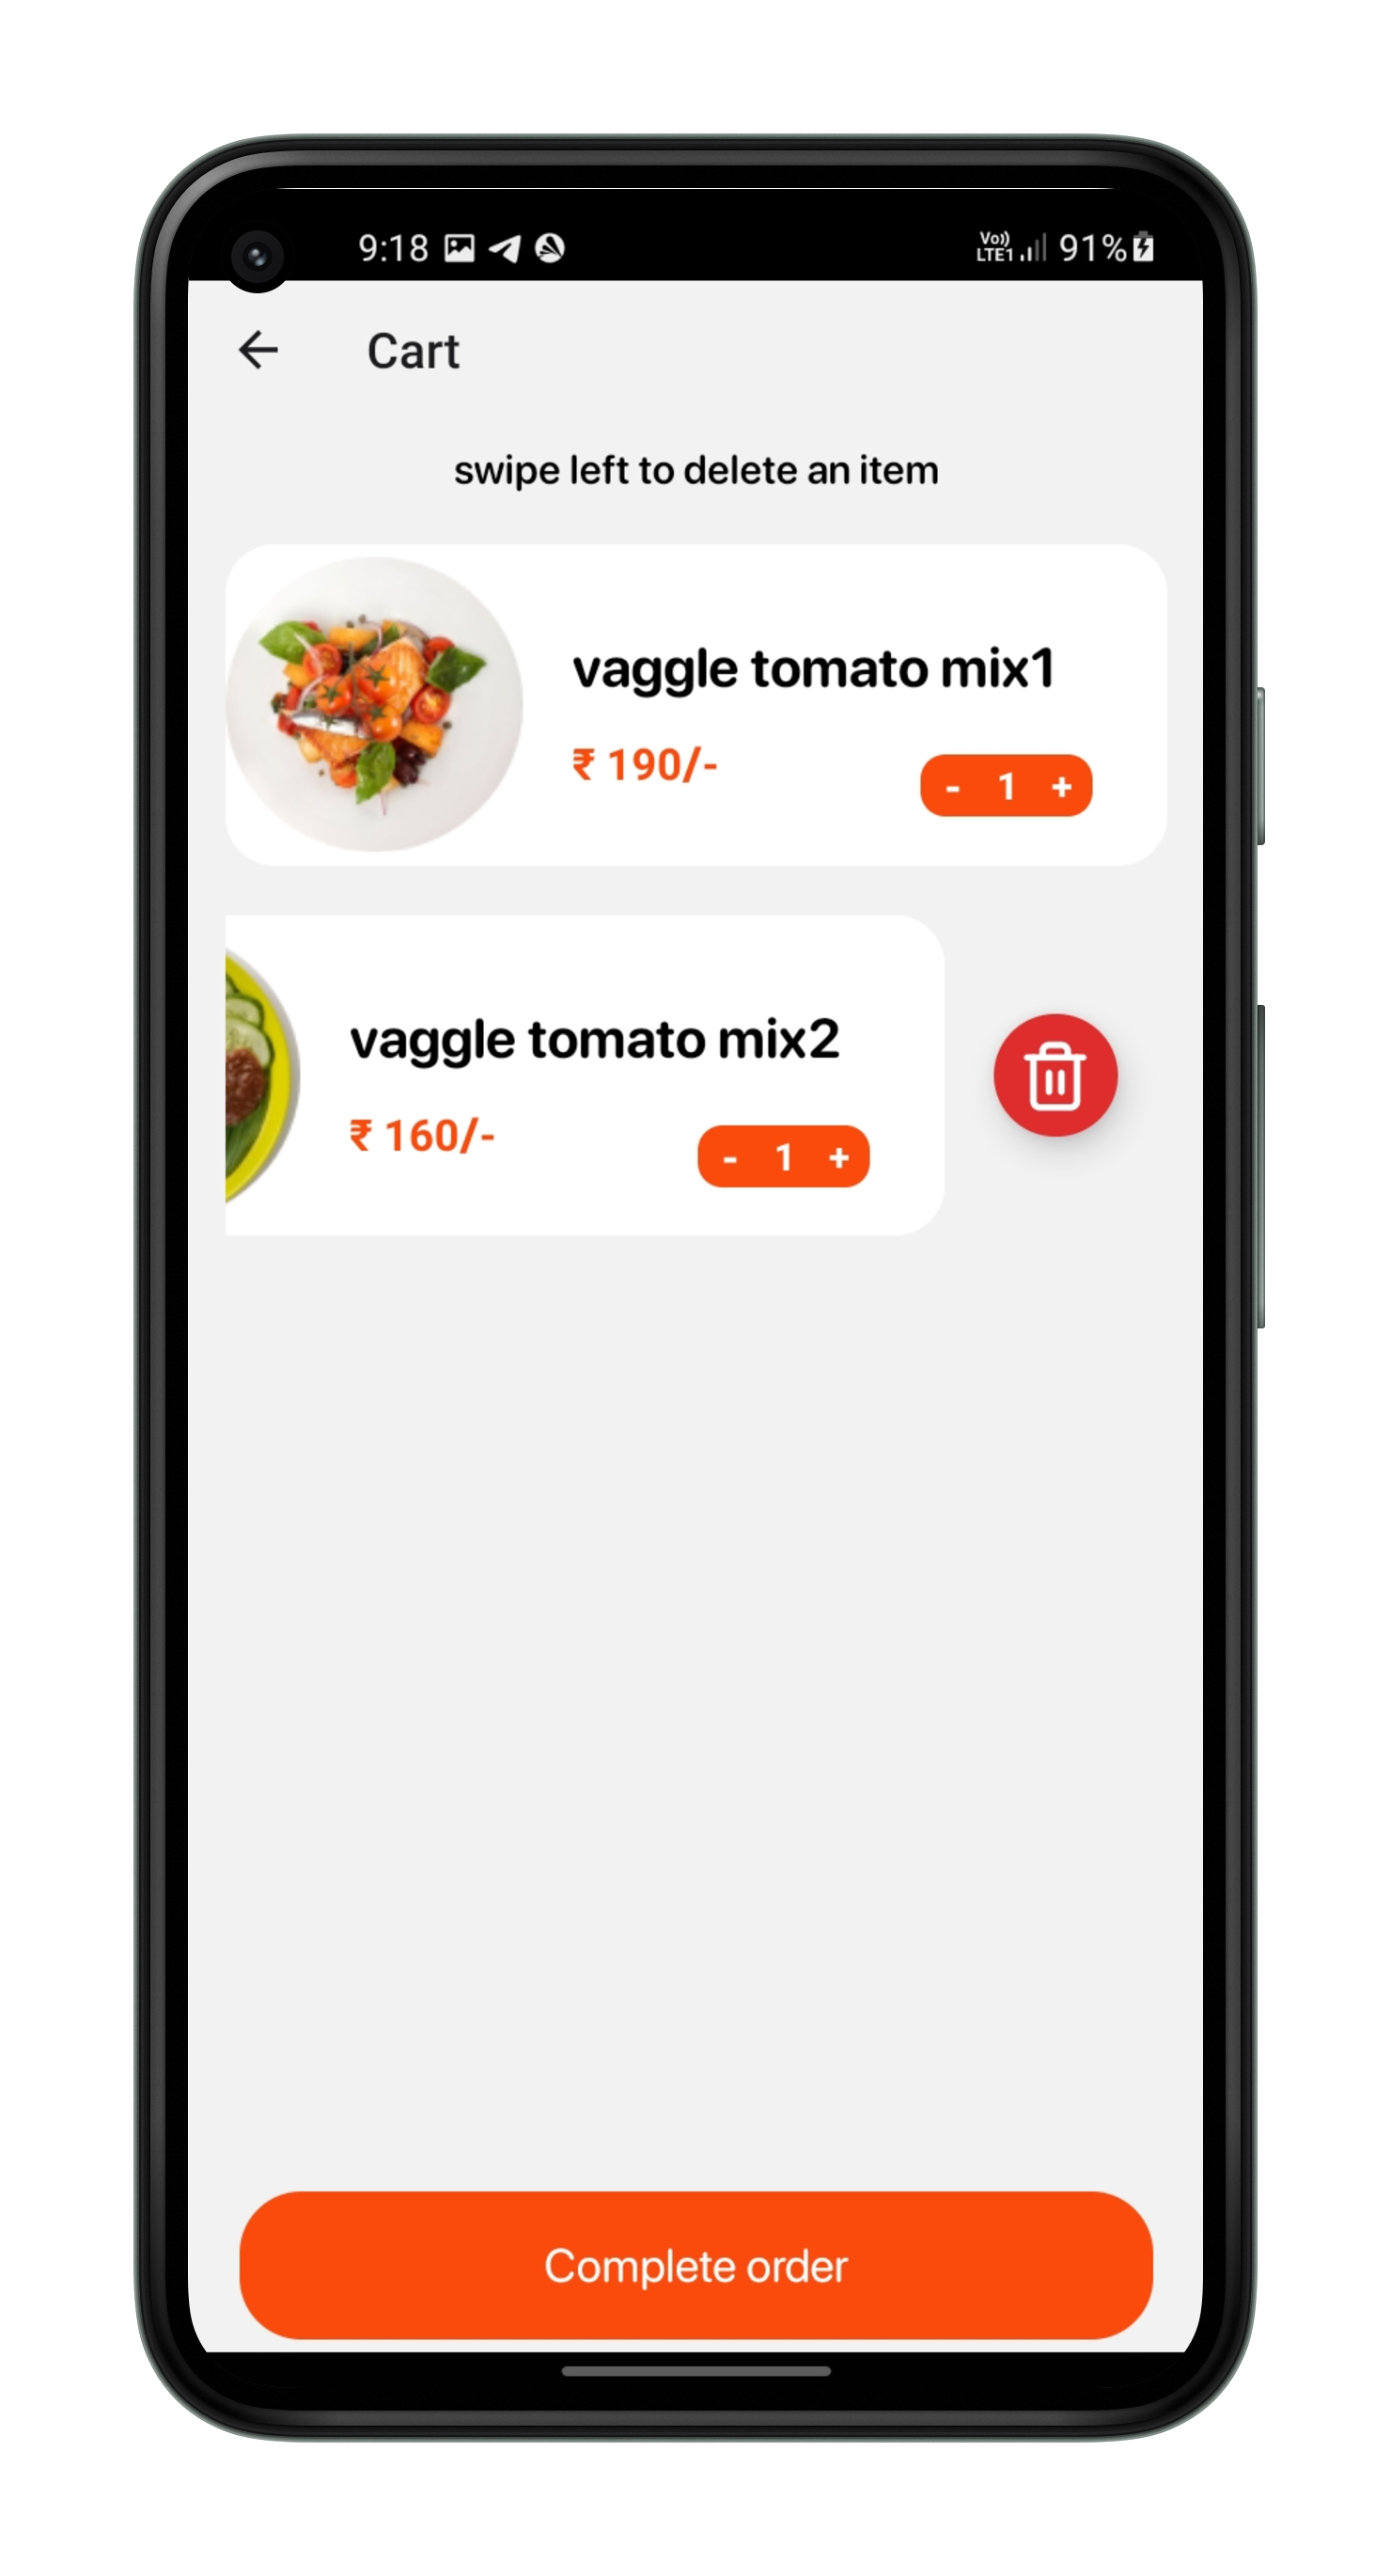 9:18 Vo)) LTE1 91%
Cart
swipe left to delete an item
vaggle tomato mix1
₹ 190/-
- 1 +
vaggle tomato mix2
₹ 160/-
- 1 +
Complete order